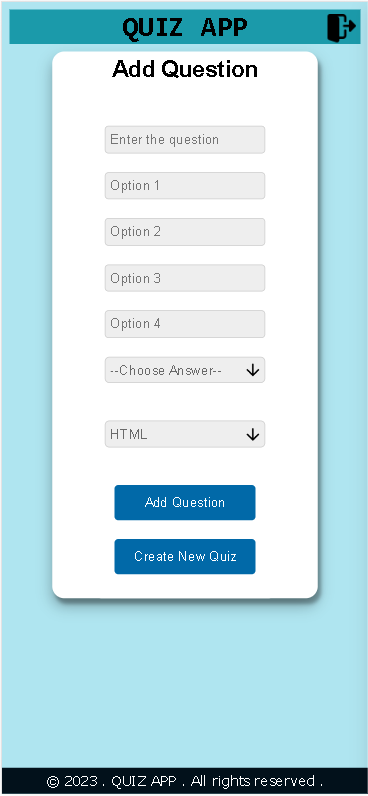 QUIZ APP
Add Question
Enter the question
Option 1
Option 2
Option 3
Option 4
--Choose Answer--
HTML
Add Question
Create New Quiz
© 2023 . QUIZ APP . All rights reserved .